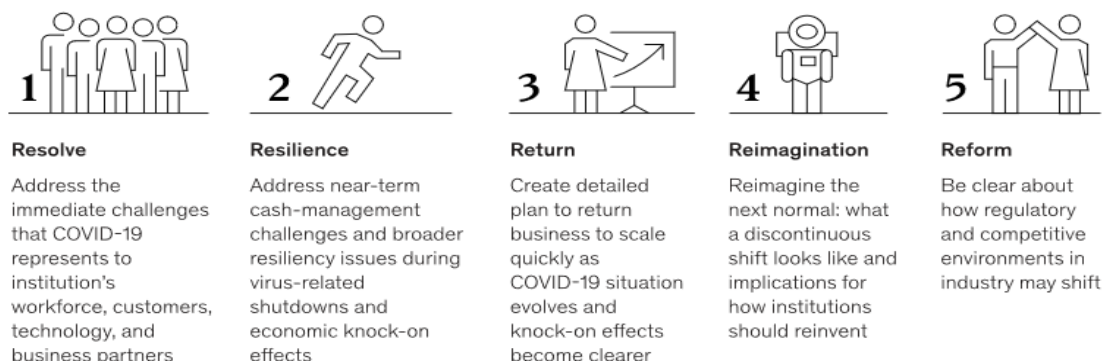 1
Resolve
Address the
immediate challenges
that COVID-19
represents to
institution's
workforce, customers,
technology, and
business partners
2
Resilience
Address near-term
cash-management
challenges and broader
resiliency issues during
virus-related
shutdowns and
economic knock-on
effects
3
Return
Create detailed
plan to return
business to scale
quickly as
COVID-19 situation
evolves and
knock-on effects
become clearer
4
Reimagination
Reimagine the
next normal: what
a discontinuous
shift looks like and
implications for
how institutions
should reinvent
5
Reform
Be clear about
how regulatory
and competitive
environments in
industry may shift